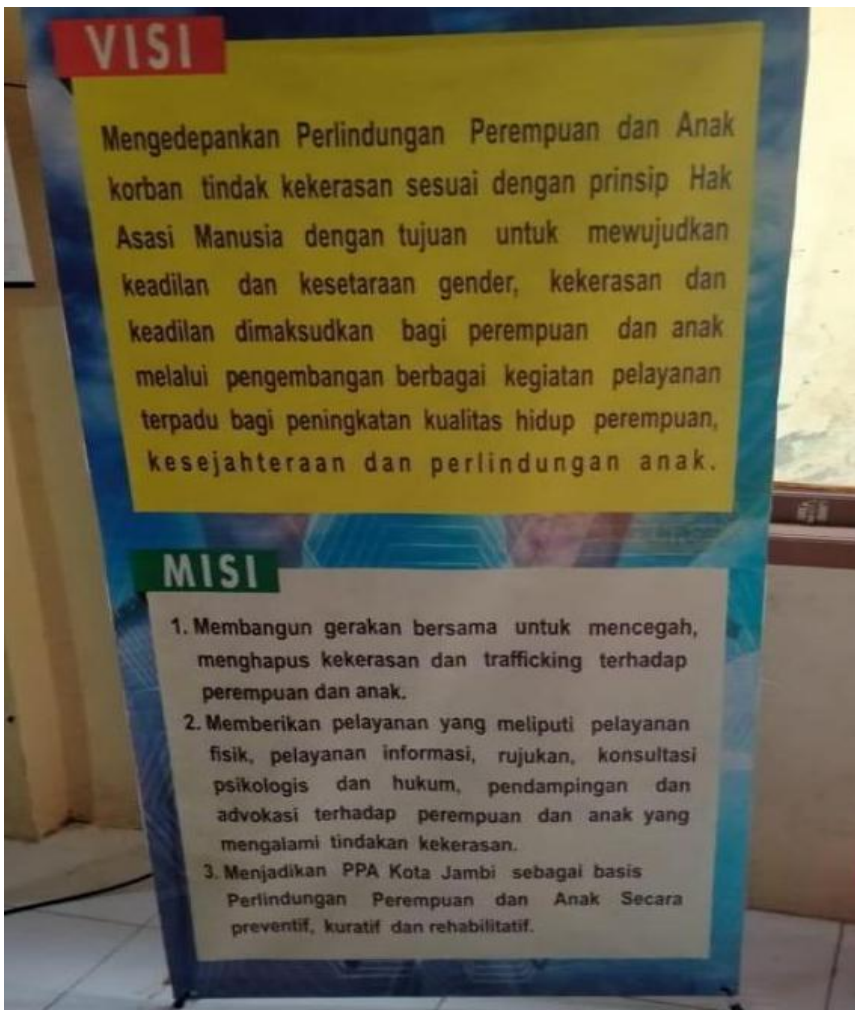 VISI
Mengedepankan Perlindungan Perempuan dan Anak
korban tindak kekerasan sesuai dengan prinsip Hak
Asasi Manusia dengan tujuan untuk mewujudkan
keadilan dan kesetaraan gender, kekerasan dan
keadilan dimaksudkan bagi perempuan dan anak
melalui pengembangan berbagai kegiatan pelayanan
terpadu bagi peningkatan kualitas hidup perempuan,
kesejahteraan dan perlindungan anak.
MISI
1. Membangun gerakan bersama untuk mencegah,
menghapus kekerasan dan trafficking terhadap
perempuan dan anak.
2. Memberikan pelayanan yang meliputi pelayanan
fisik, pelayanan informasi, rujukan, konsultasi
psikologis dan hukum, pendampingan dan
advokasi terhadap perempuan dan anak yang
mengalami tindakan kekerasan.
3. Menjadikan PPA Kota Jambi sebagai basis
Perlindungan Perempuan dan Anak Secara
preventif, kuratif dan rehabilitatif.